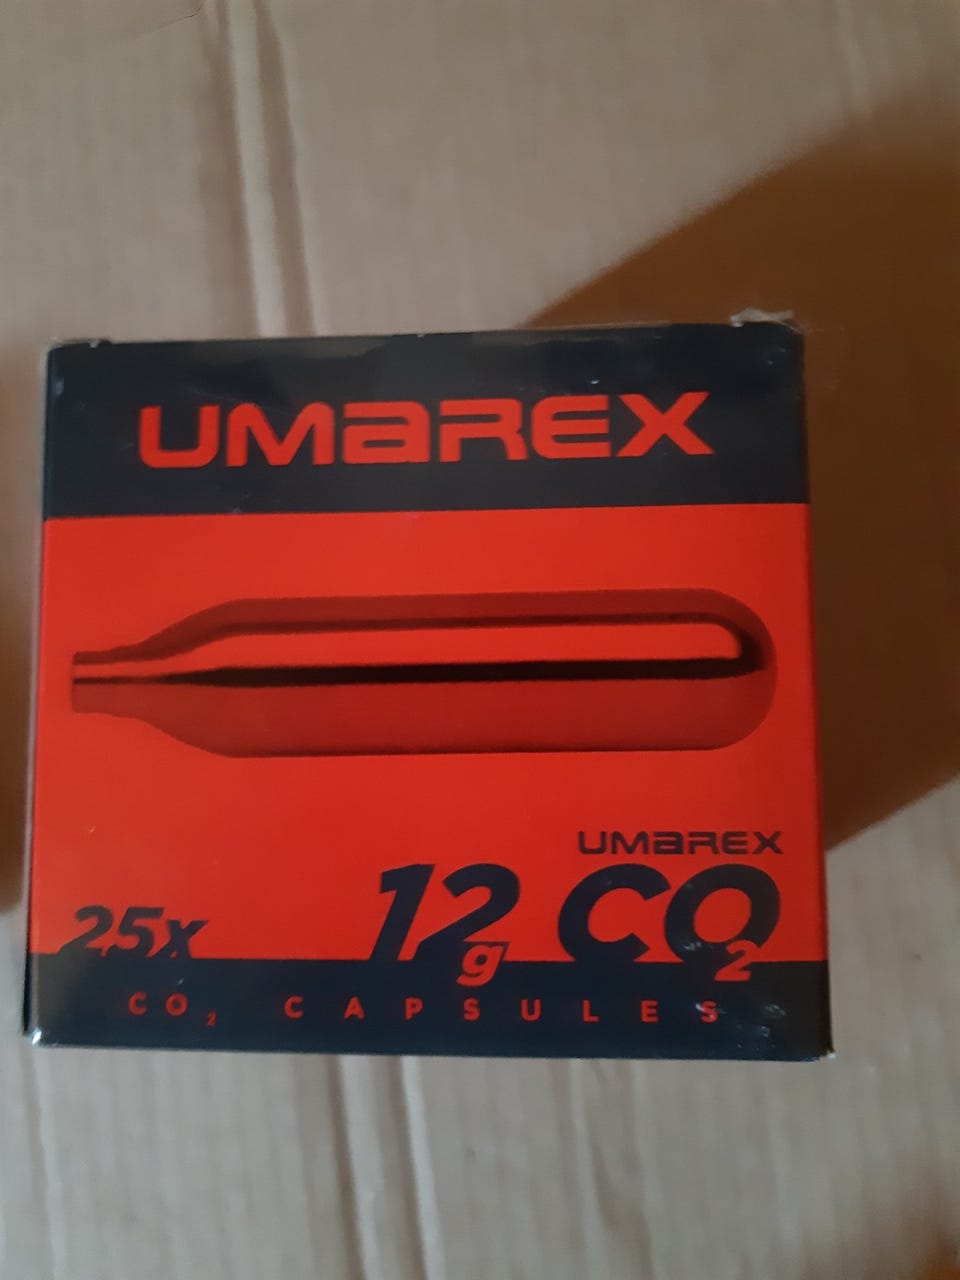 UMAREX
UMAREX
25x 12g CO2
CO2 CAPSULES